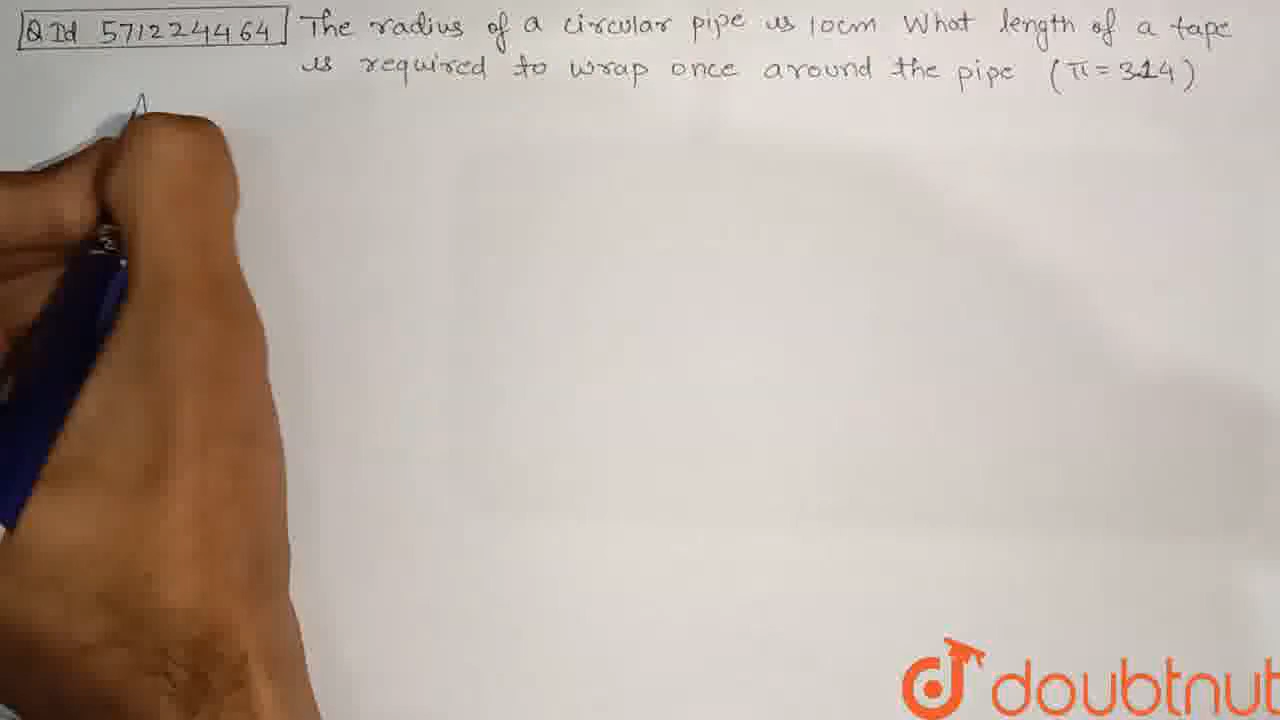 Q Id 571224464 The radius of a circular pipe is 10cm What length of a tape
is required to wrap once around the pipe (π = 3.14)
A
doubtnut